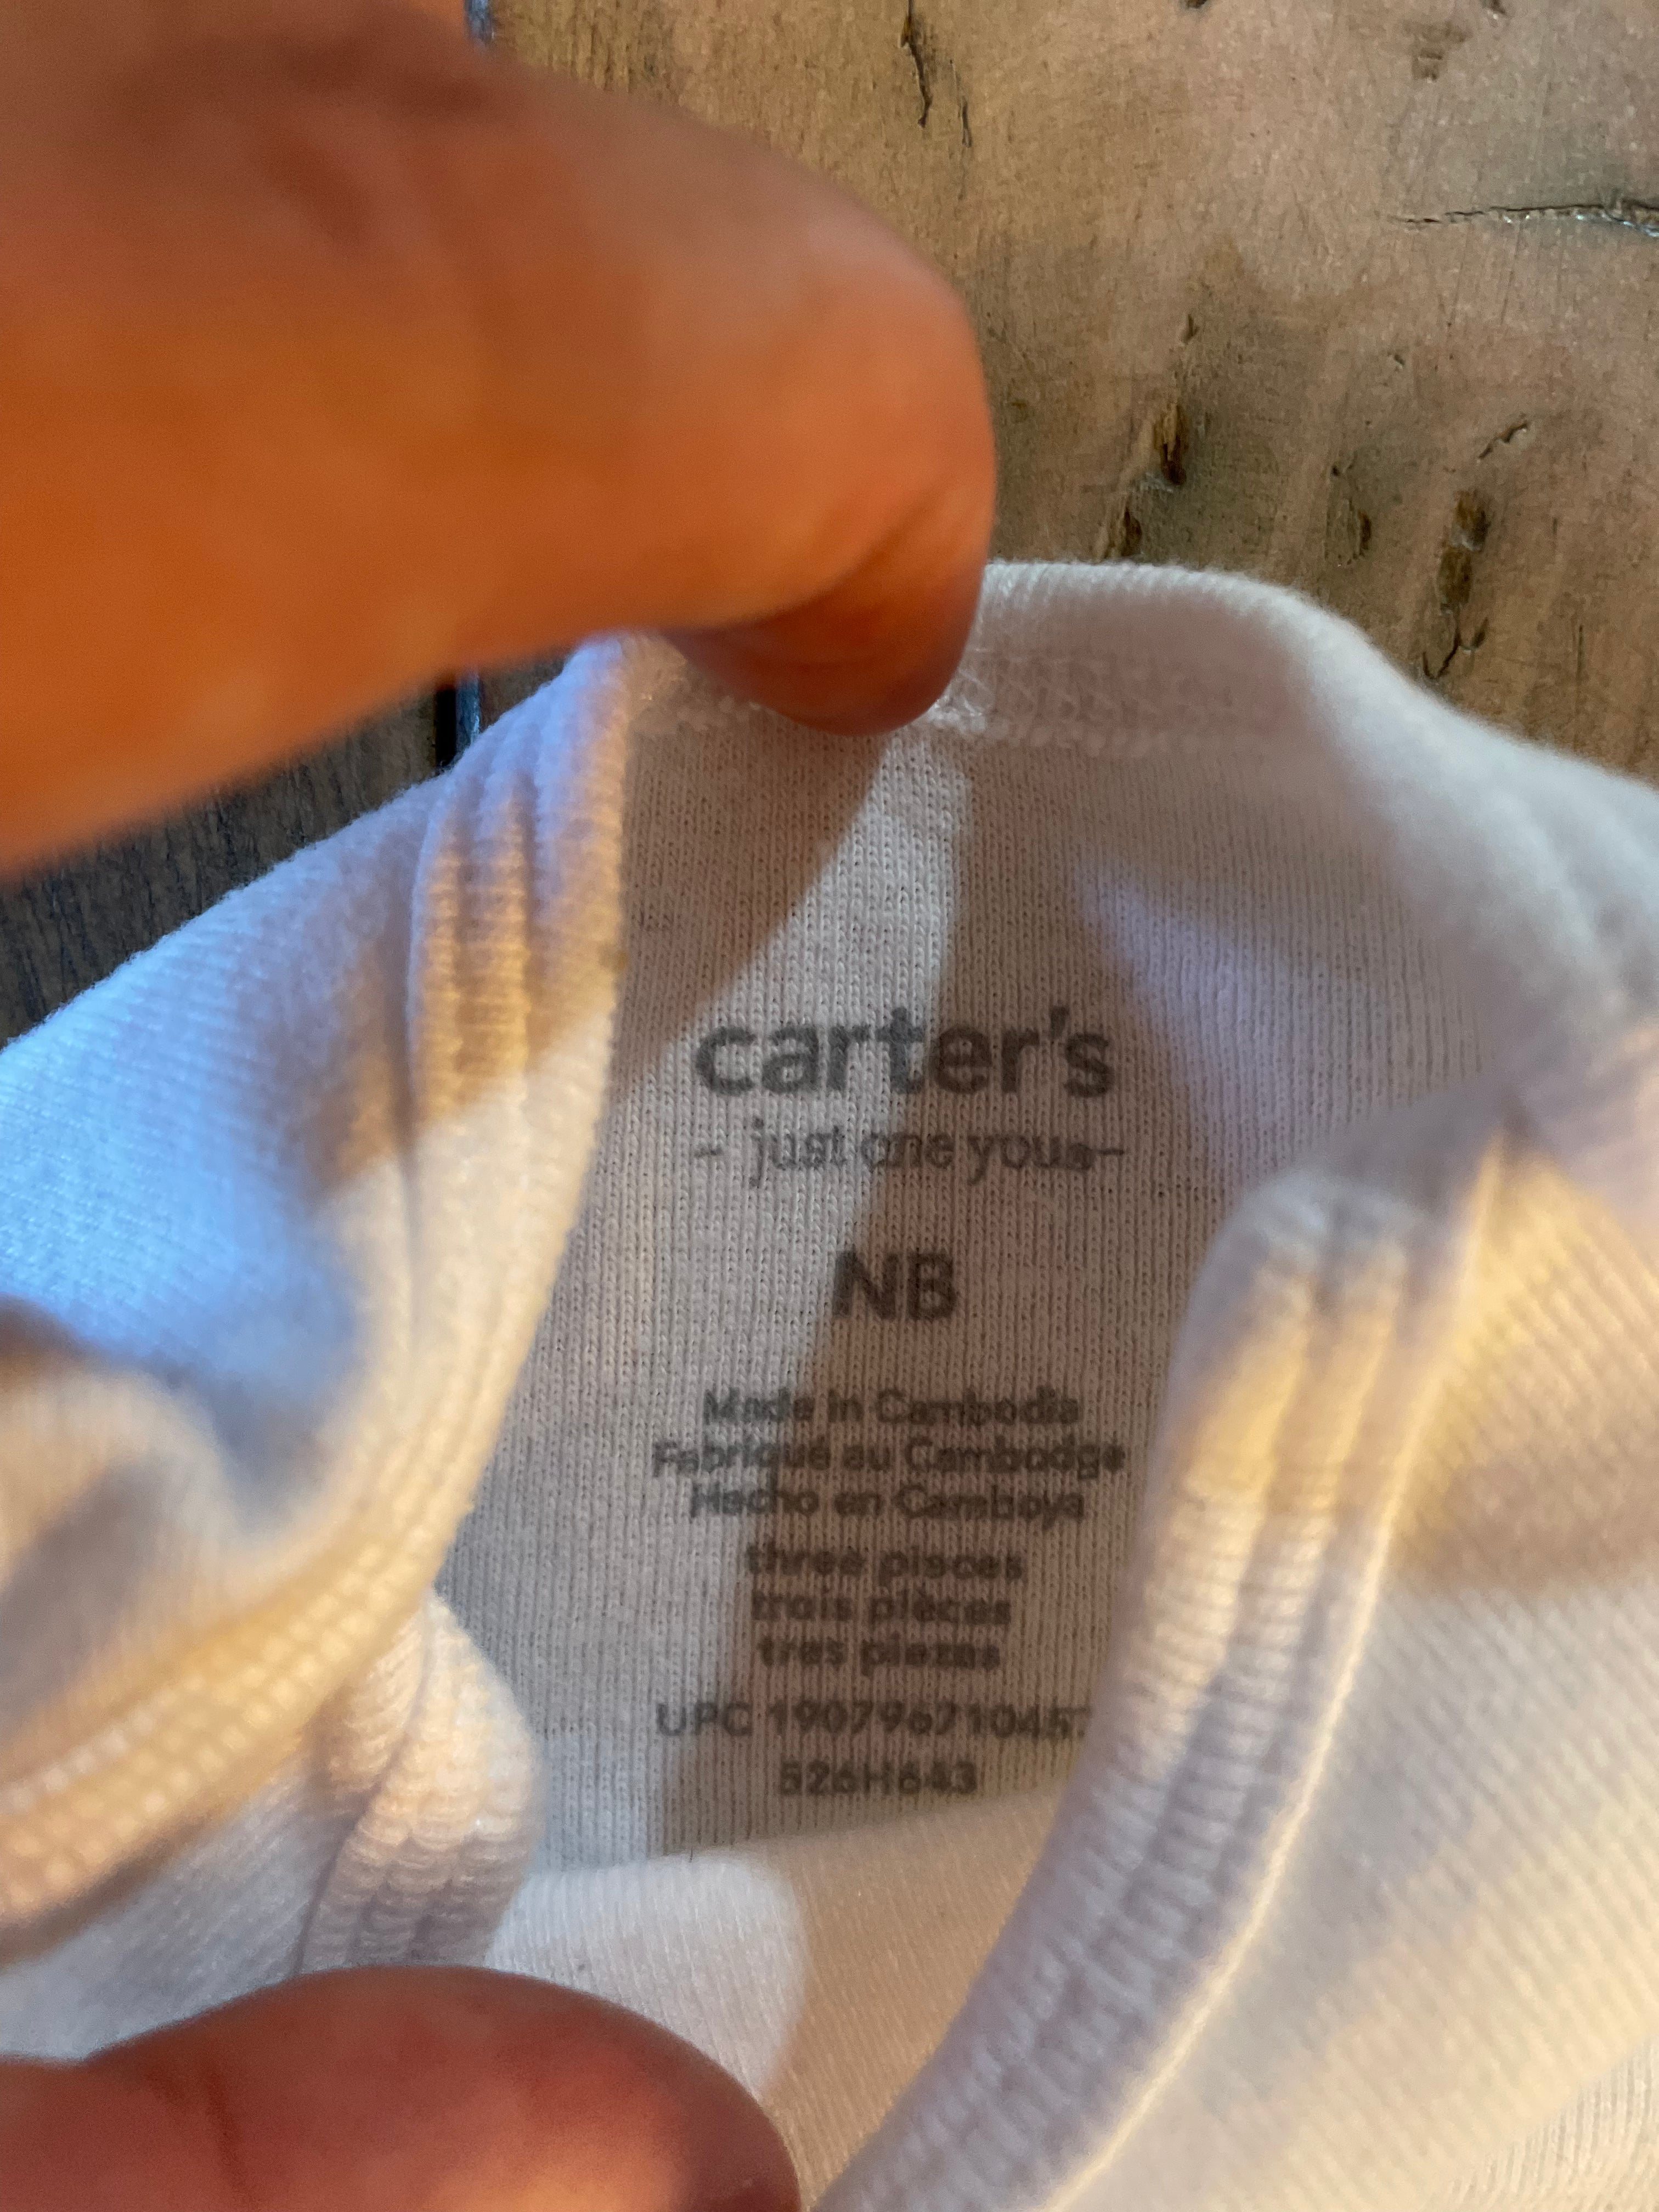 carter's
- just one you® -
NB
Made in Cambodia
Fabriqué au Cambodge
Hecho en Camboya
three pieces
trois pièces
tres piezas
UPC
526H643